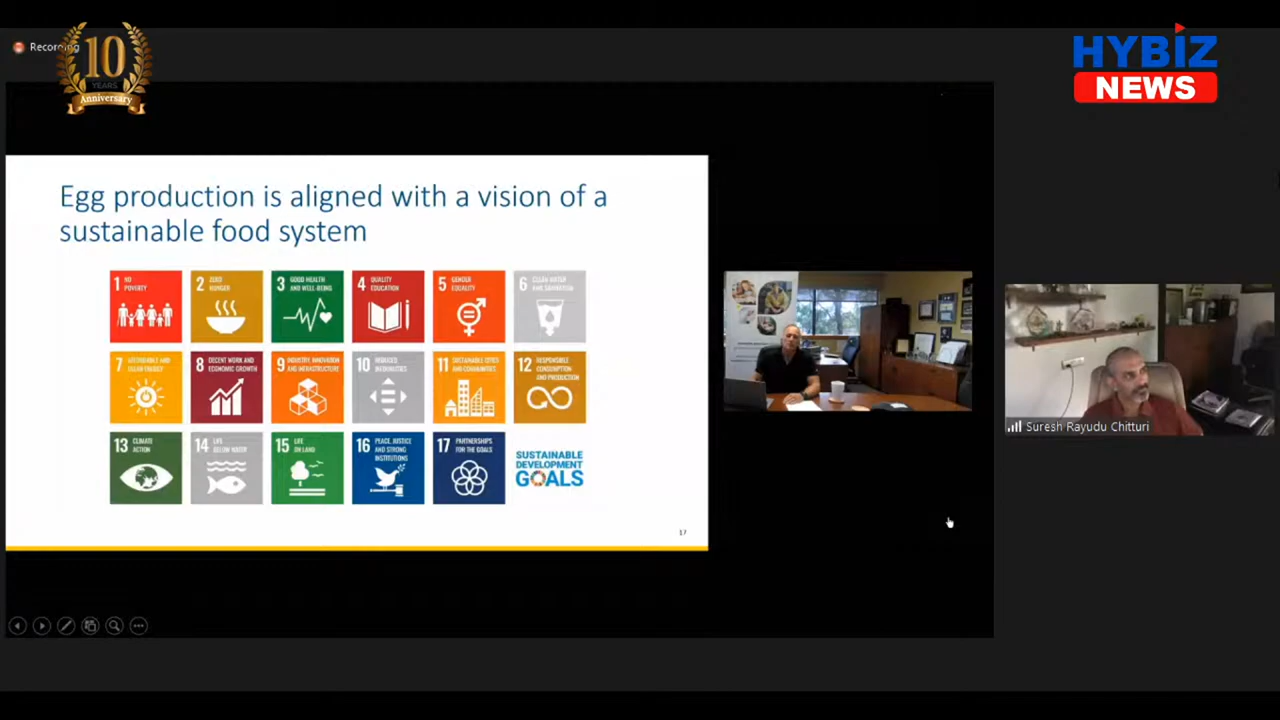 Recording
10
YEARS
Anniversary
HYBIZ
NEWS
Egg production is aligned with a vision of a
sustainable food system
1 NO
POVERTY
2 ZERO
HUNGER
3 GOOD HEALTH
AND WELL-BEING
4 QUALITY
EDUCATION
5 GENDER
EQUALITY
6 CLEAN WATER
AND SANITATION
7 AFFORDABLE AND
CLEAN ENERGY
8 DECENT WORK AND
ECONOMIC GROWTH
9 INDUSTRY, INNOVATION
AND INFRASTRUCTURE
10 REDUCED
INEQUALITIES
11 SUSTAINABLE CITIES
AND COMMUNITIES
12 RESPONSIBLE
CONSUMPTION
AND PRODUCTION
13 CLIMATE
ACTION
14 LIFE
BELOW WATER
15 LIFE
ON LAND
16 PEACE, JUSTICE
AND STRONG
INSTITUTIONS
17 PARTNERSHIPS
FOR THE GOALS
SUSTAINABLE
DEVELOPMENT
GOALS
17
Suresh Rayudu Chitturi